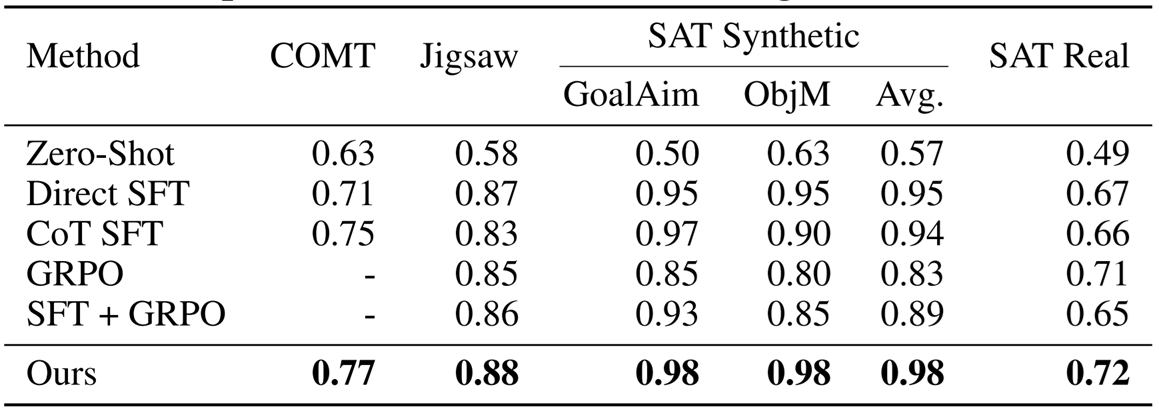 Method COMT Jigsaw SAT Synthetic SAT Real
GoalAim ObjM Avg.
Zero-Shot 0.63 0.58 0.50 0.63 0.57 0.49
Direct SFT 0.71 0.87 0.95 0.95 0.95 0.67
CoT SFT 0.75 0.83 0.97 0.90 0.94 0.66
GRPO - 0.85 0.85 0.80 0.83 0.71
SFT + GRPO - 0.86 0.93 0.85 0.89 0.65
Ours 0.77 0.88 0.98 0.98 0.98 0.72